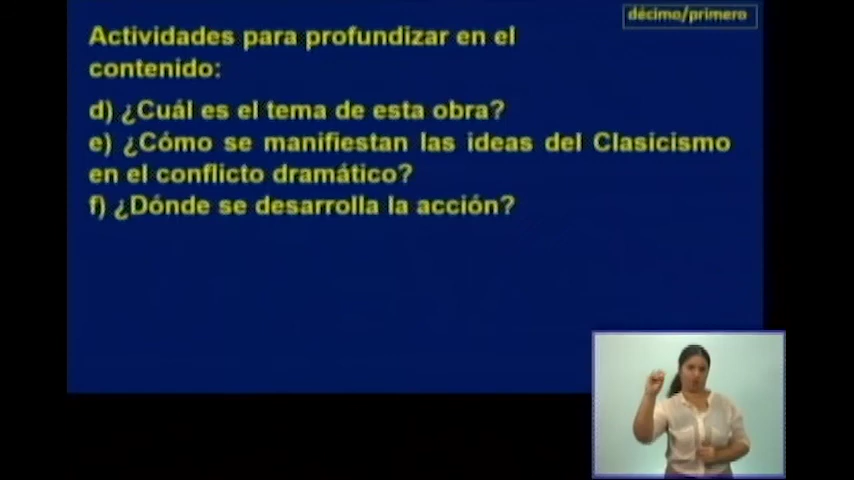 décimo/primero
Actividades para profundizar en el
contenido:
d) ¿Cuál es el tema de esta obra?
e) ¿Cómo se manifiestan las ideas del Clasicismo
en el conflicto dramático?
f) ¿Dónde se desarrolla la acción?